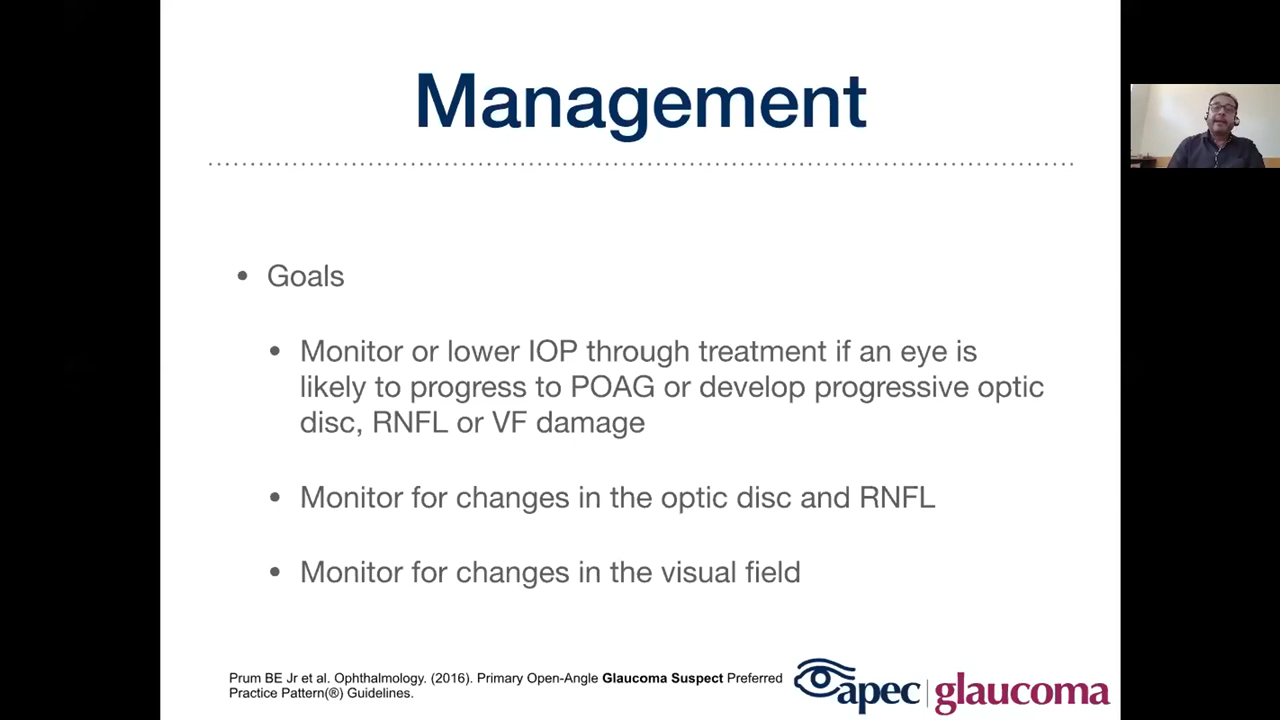 Management
• Goals
• Monitor or lower IOP through treatment if an eye is
likely to progress to POAG or develop progressive optic
disc, RNFL or VF damage
• Monitor for changes in the optic disc and RNFL
• Monitor for changes in the visual field
Prum BE Jr et al. Ophthalmology. (2016). Primary Open-Angle Glaucoma Suspect Preferred
Practice Pattern(®) Guidelines.
apec | glaucoma